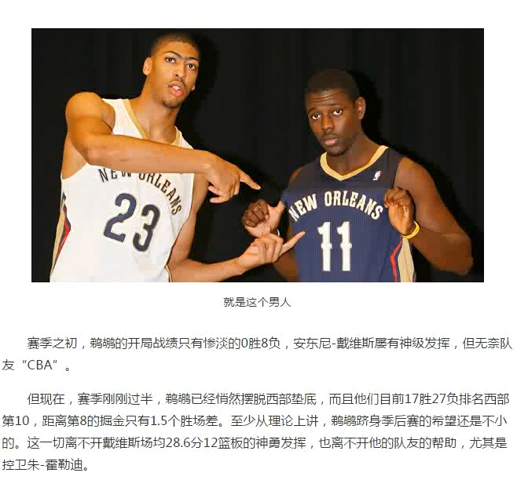 NEW ORLEANS
23
NEW ORLEANS
11
就是这个男人
赛季之初，鹈鹕的开局战绩只有惨淡的0胜8负，安东尼-戴维斯屡有神级发挥，但无奈队
友“CBA”。
但现在，赛季刚刚过半，鹈鹕已经悄然摆脱西部垫底，而且他们目前17胜27负排名西部
第10，距离第8的掘金只有1.5个胜场差。至少从理论上讲，鹈鹕跻身季后赛的希望还是不小
的。这一切离不开戴维斯场均28.6分12篮板的神勇发挥，也离不开他的队友的帮助，尤其是
控卫朱-霍勒迪。